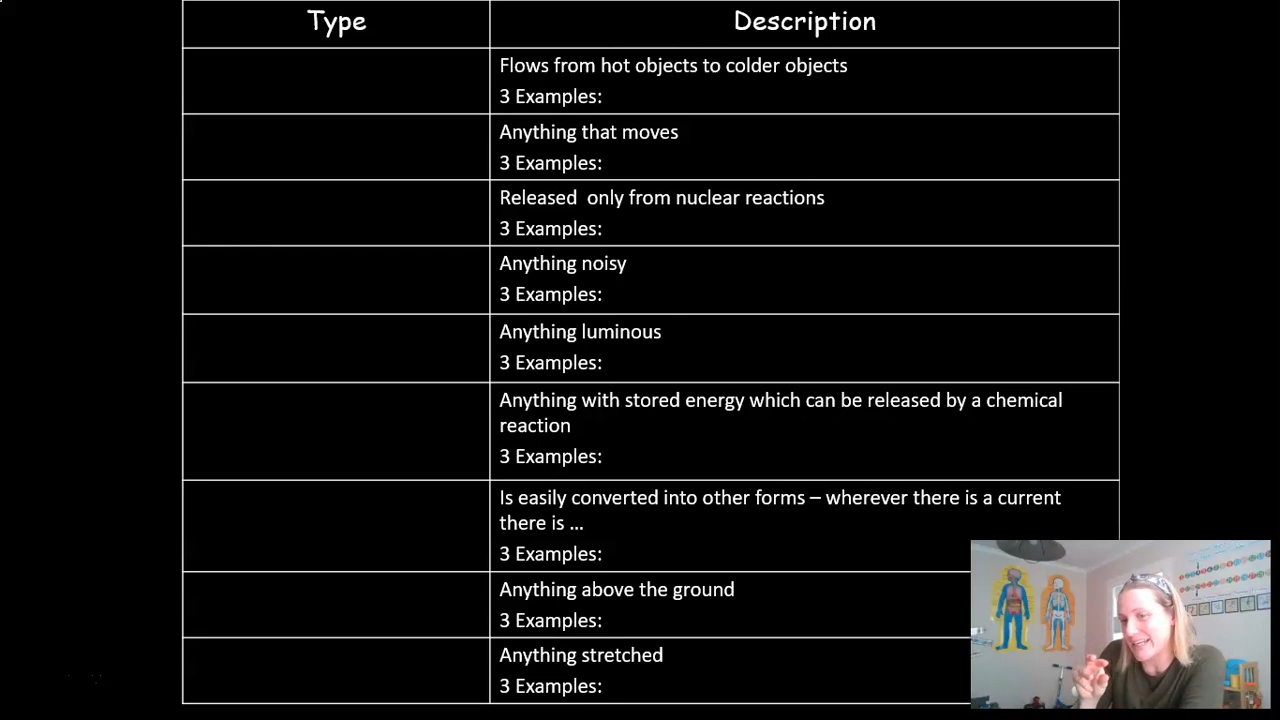 Type
Description
Flows from hot objects to colder objects
3 Examples:
Anything that moves
3 Examples:
Released  only from nuclear reactions
3 Examples:
Anything noisy
3 Examples:
Anything luminous
3 Examples:
Anything with stored energy which can be released by a chemical
reaction
3 Examples:
Is easily converted into other forms – wherever there is a current
there is ...
3 Examples:
Anything above the ground
3 Examples:
Anything stretched
3 Examples: